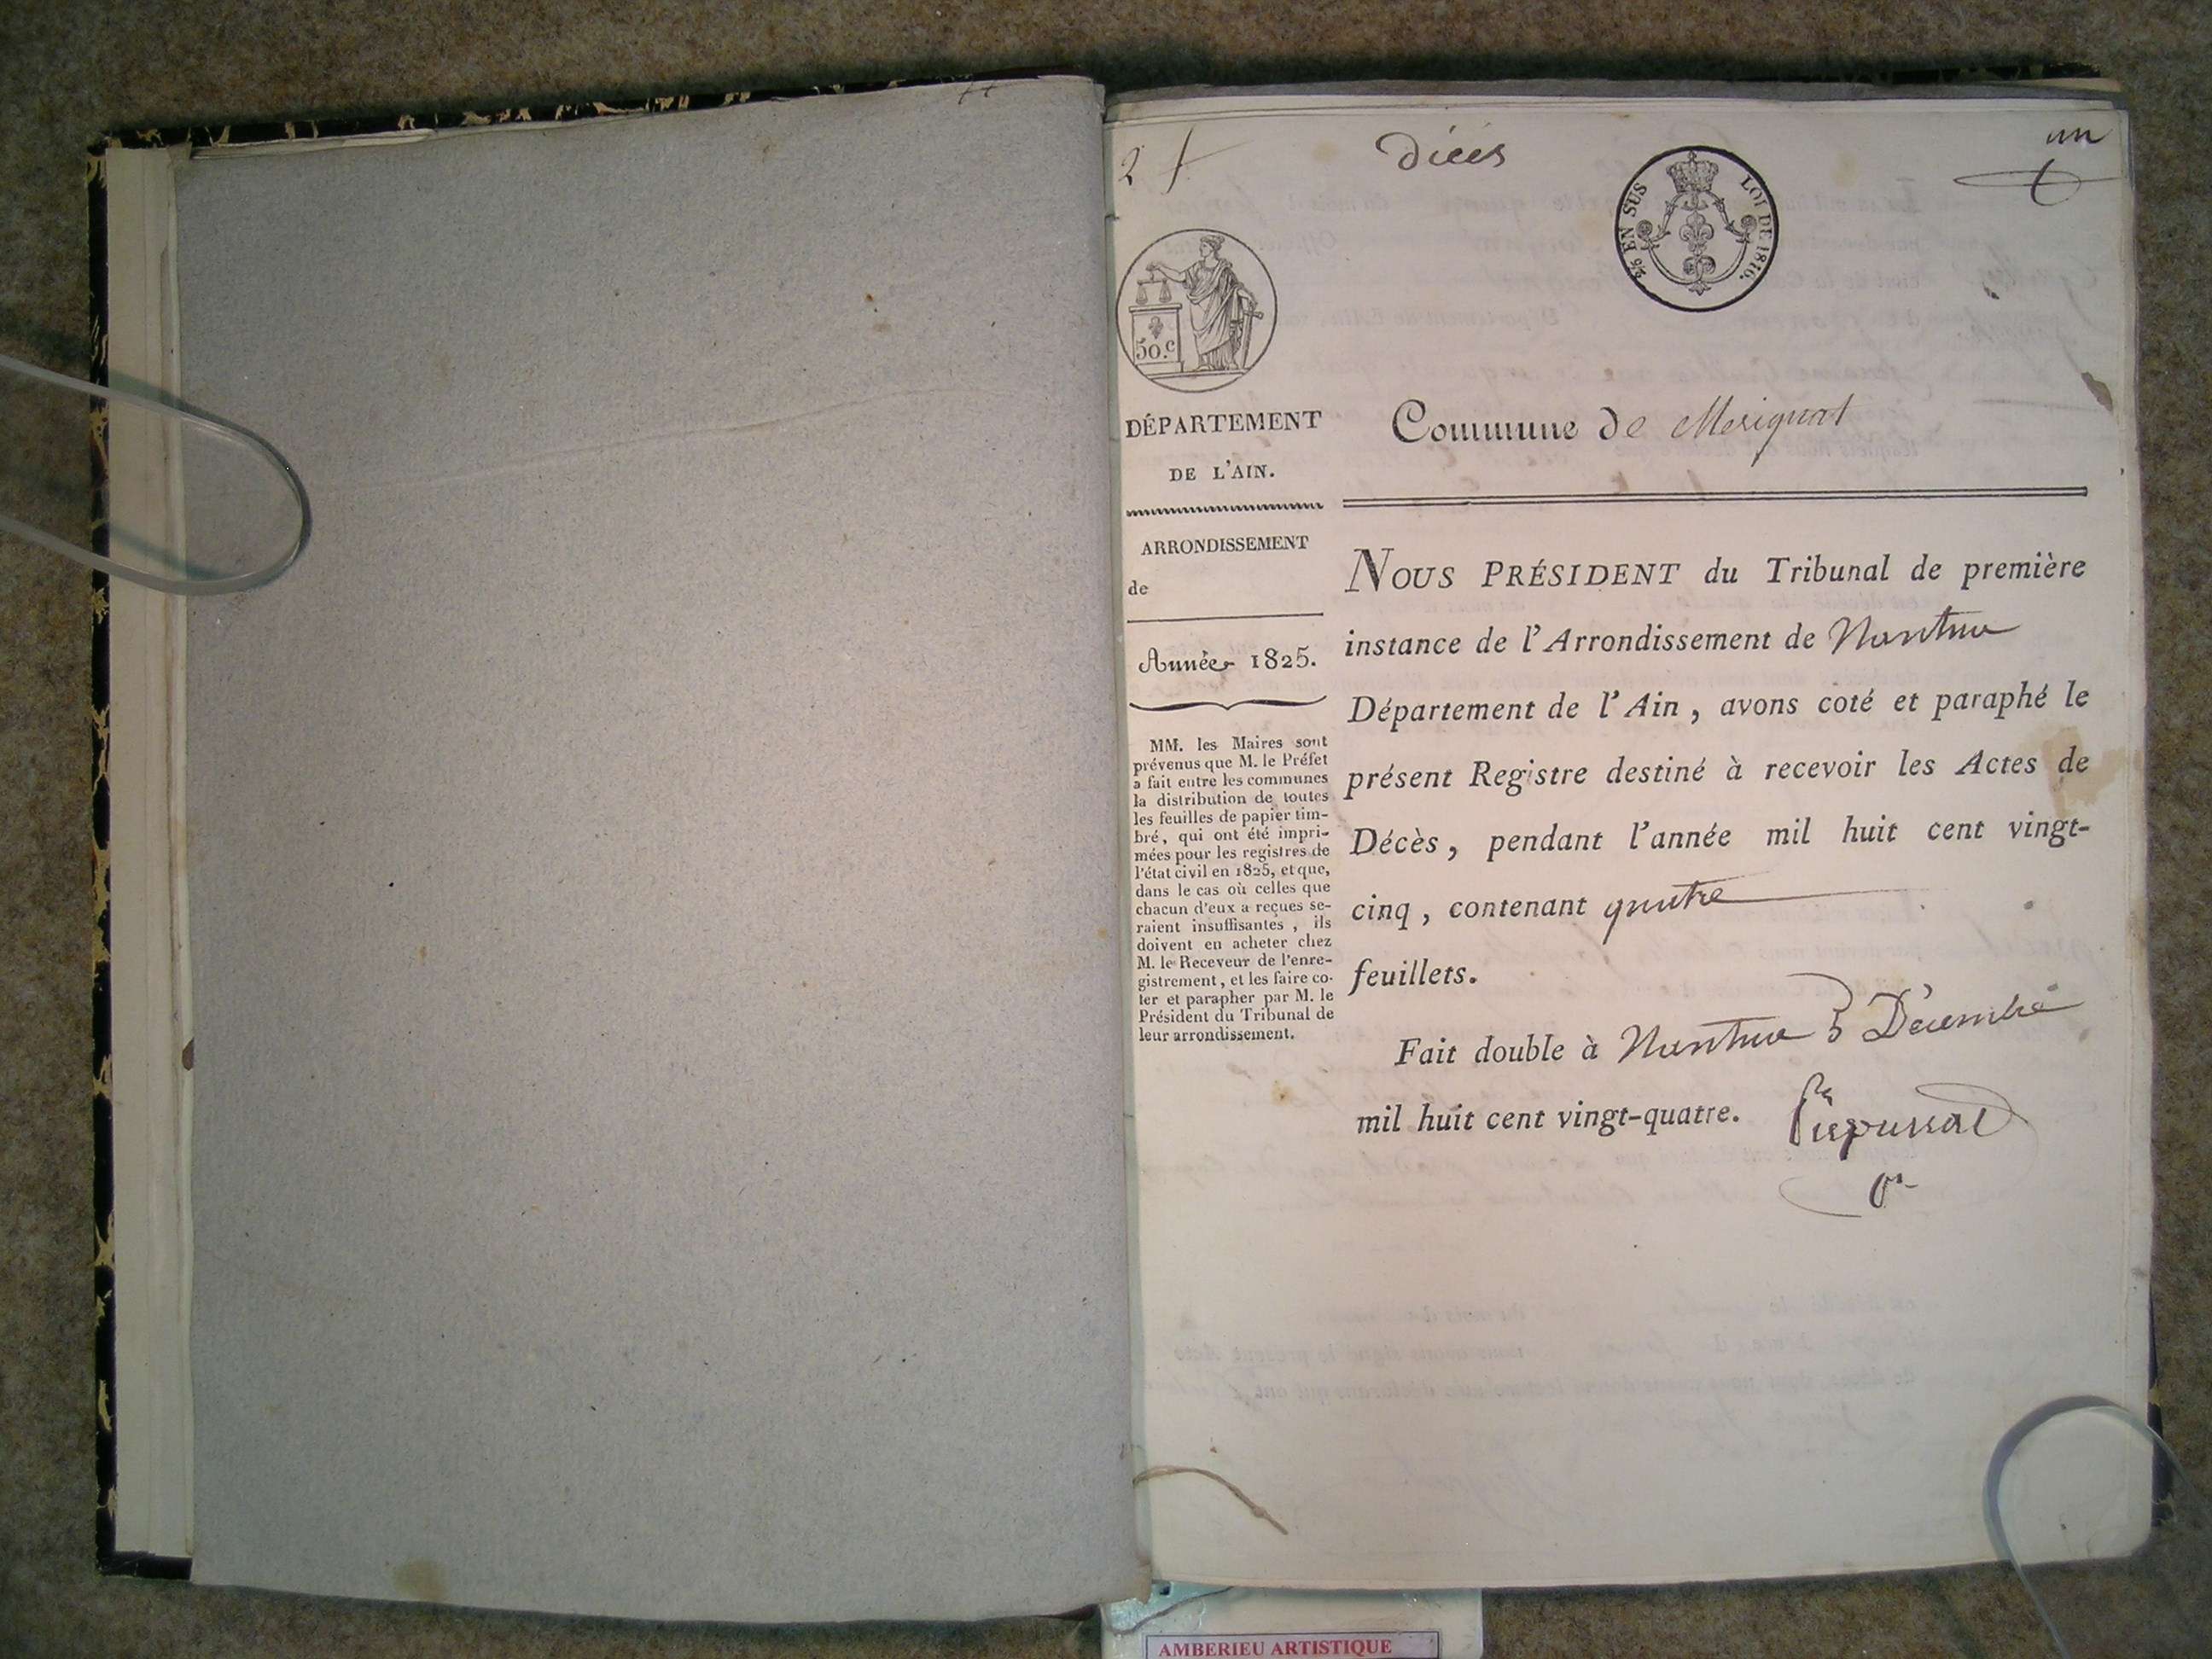 2
décès
un
2/5 EN SUS
LOI DE 1816.
50.c
DÉPARTEMENT
DE L'AIN.
ARRONDISSEMENT
de
Année 1825.
MM. les Maires sont
prévenus que M. le Préfet
a fait entre les communes
la distribution de toutes
les feuilles de papier tim-
bré, qui ont été impri-
mées pour les registres de
l'état civil en 1825, et que,
dans le cas où celles que
chacun d'eux a reçues se-
raient insuffisantes, ils
doivent en acheter chez
M. le Receveur de l'enre-
gistrement, et les faire co-
ter et parapher par M. le
Président du Tribunal de
leur arrondissement.
Commune de Merignat
NOUS PRÉSIDENT du Tribunal de première
instance de l'Arrondissement de Nantua
Département de l'Ain, avons coté et paraphé le
présent Registre destiné à recevoir les Actes de
Décès, pendant l'année mil huit cent vingt-
cinq, contenant quatre
feuillets.
Fait double à Nantua 5 Décembre
mil huit cent vingt-quatre.
AMBERIEU ARTISTIQUE